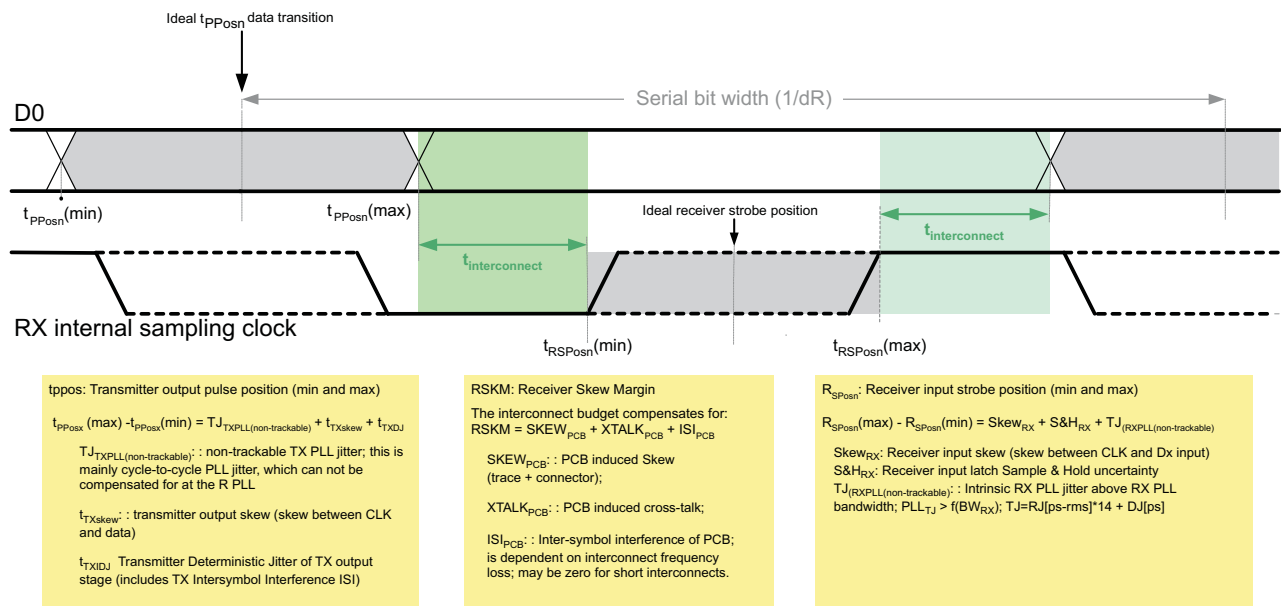 Ideal tPPosn data transition
Serial bit width (1/dR)
D0
tPPosn(min)
tPPosn(max)
Ideal receiver strobe position
tinterconnect
tinterconnect
RX internal sampling clock
tRSPosn(min)
tRSPosn(max)
tppos: Transmitter output pulse position (min and max)
tPPosx (max) -tPPosx(min) = TJTXPLL(non-trackable) + tTXskew + tTXDJ
TJTXPLL(non-trackable): : non-trackable TX PLL jitter; this is
mainly cycle-to-cycle PLL jitter, which can not be
compensated for at the R PLL
tTXskew: : transmitter output skew (skew between CLK
and data)
tTXIDJ Transmitter Deterministic Jitter of TX output
stage (includes TX Intersymbol Interference ISI)
RSKM: Receiver Skew Margin
The interconnect budget compensates for:
RSKM = SKEWPCB + XTALKPCB + ISIPCB
SKEWPCB: : PCB induced Skew
(trace + connector);
XTALKPCB: : PCB induced cross-talk;
ISIPCB: : Inter-symbol interference of PCB;
is dependent on interconnect frequency
loss; may be zero for short interconnects.
RSPosn: Receiver input strobe position (min and max)
RSPosn(max) - RSPosn(min) = SkewRX + S&HRX + TJ(RXPLL(non-trackable)
SkewRX: Receiver input skew (skew between CLK and Dx input)
S&HRX: Receiver input latch Sample & Hold uncertainty
TJ(RXPLL(non-trackable): : Intrinsic RX PLL jitter above RX PLL
bandwidth; PLLTJ > f(BWRX); TJ=RJ[ps-rms]*14 + DJ[ps]